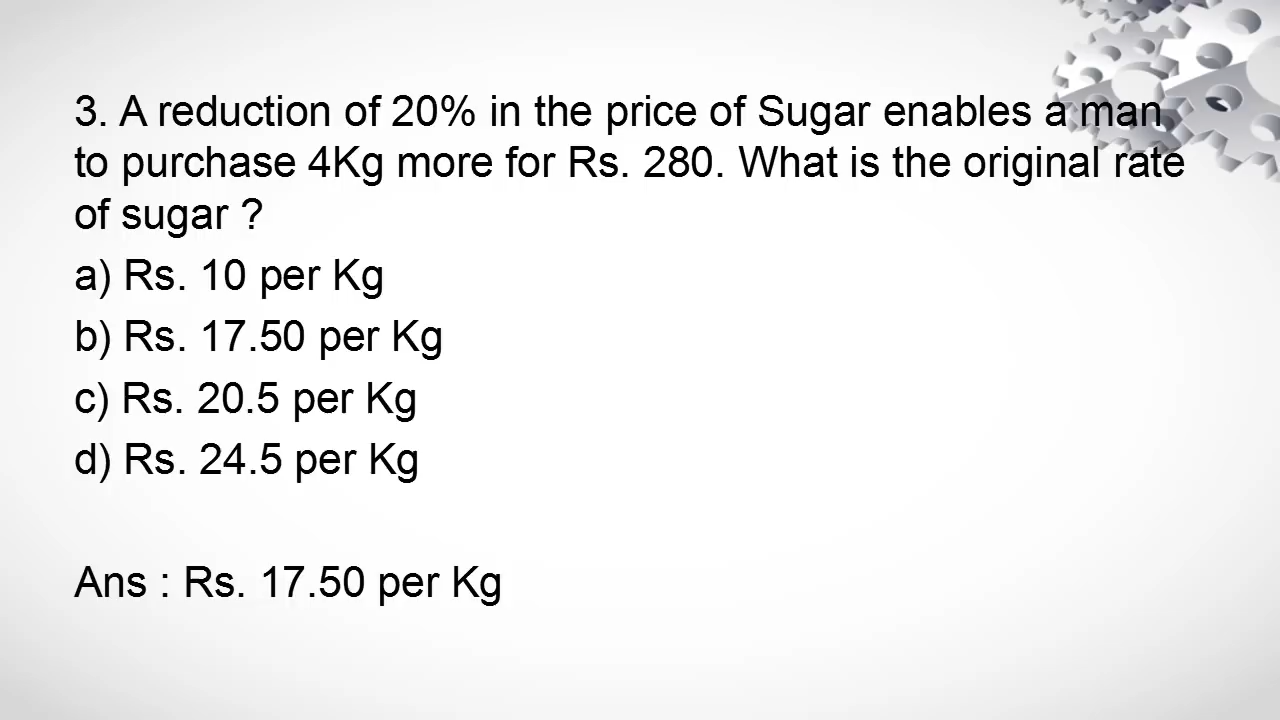 3. A reduction of 20% in the price of Sugar enables a man
to purchase 4Kg more for Rs. 280. What is the original rate
of sugar ?
a) Rs. 10 per Kg
b) Rs. 17.50 per Kg
c) Rs. 20.5 per Kg
d) Rs. 24.5 per Kg
Ans : Rs. 17.50 per Kg